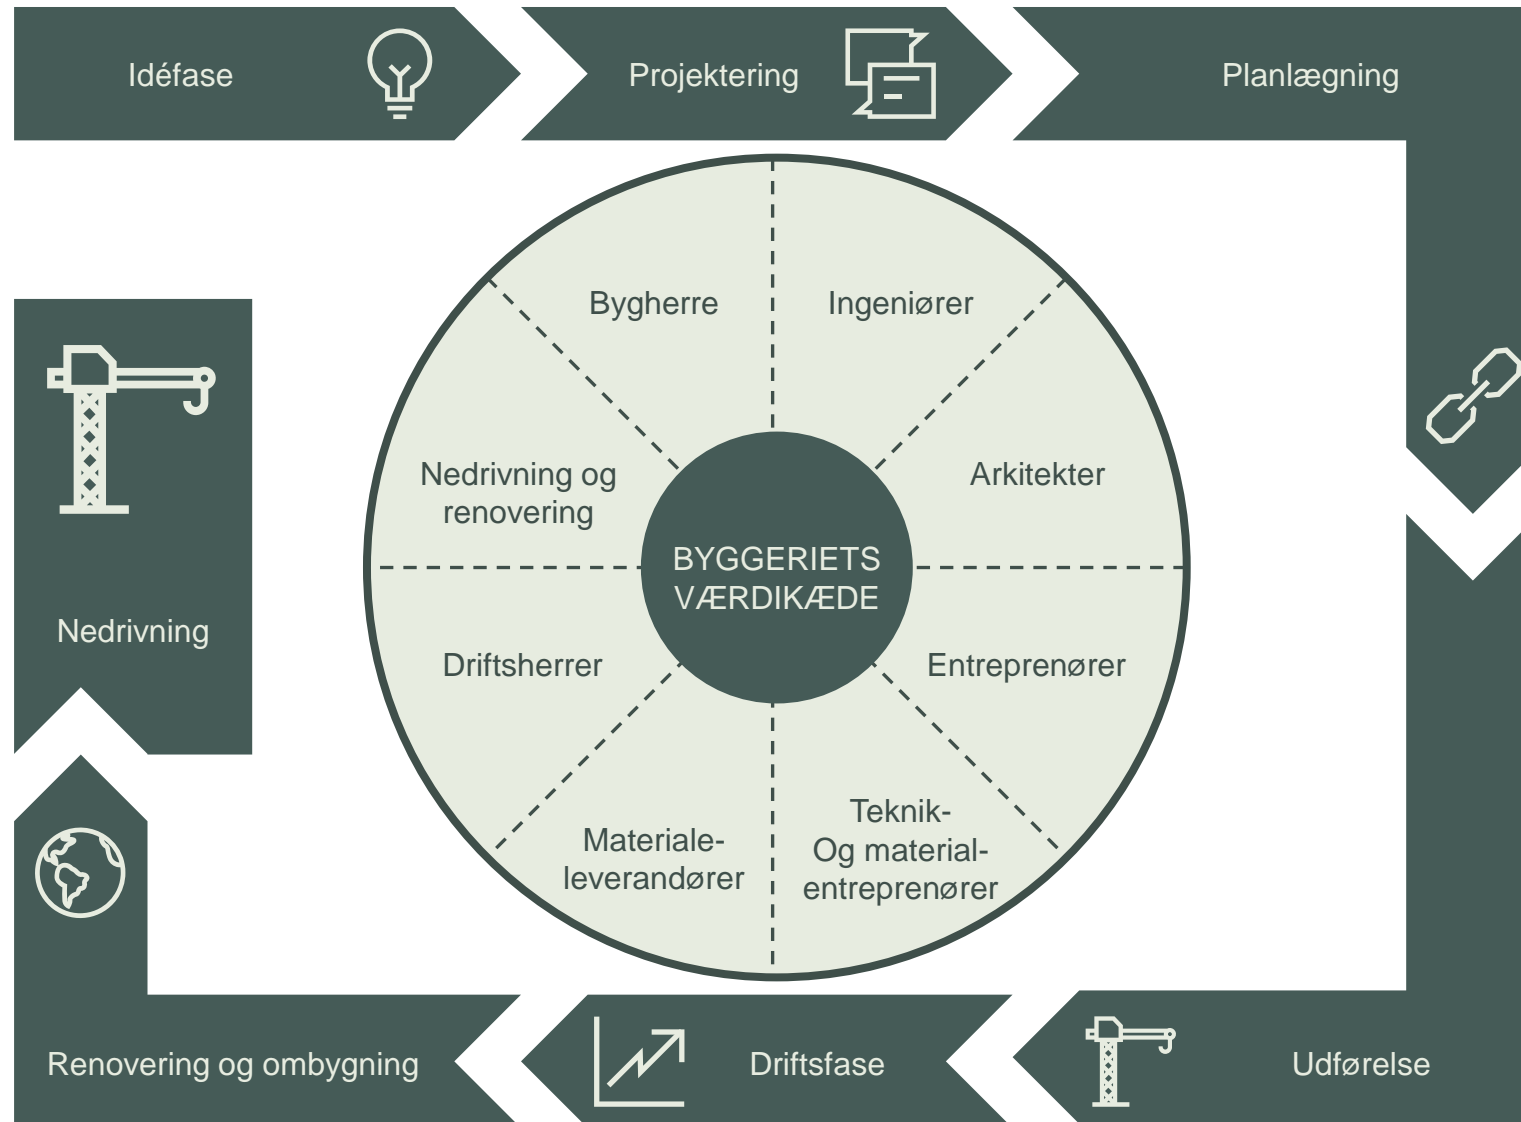 Idéfase
Projektering
Planlægning
Bygherre
Ingeniører
Nedrivning og
renovering
Arkitekter
BYGGERIETS
VÆRDIKÆDE
Nedrivning
Driftsherrer
Entreprenører
Materiale-
leverandører
Teknik-
Og material-
entreprenører
Renovering og ombygning
Driftsfase
Udførelse